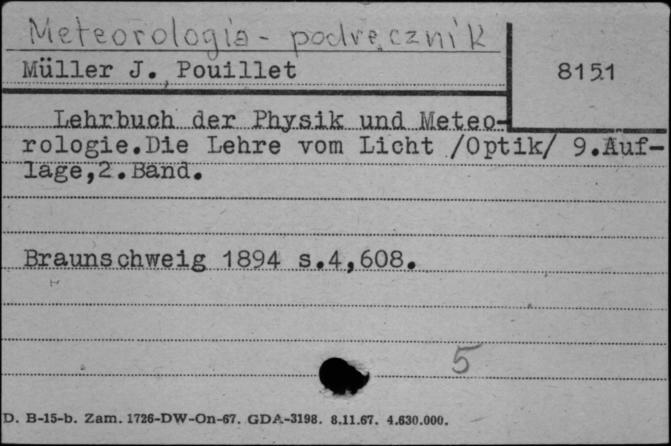 Meteorologia - podręcznik
Müller J. Pouillet
8151
Lehrbuch der Physik und Meteo-
rologie.Die Lehre vom Licht /Optik/ 9.Auf-
lage,2.Band.
Braunschweig 1894 s.4,608.
5
D. B-15-b. Zam. 1726-DW-On-67. GDA-3198. 8.11.67. 4.630.000.